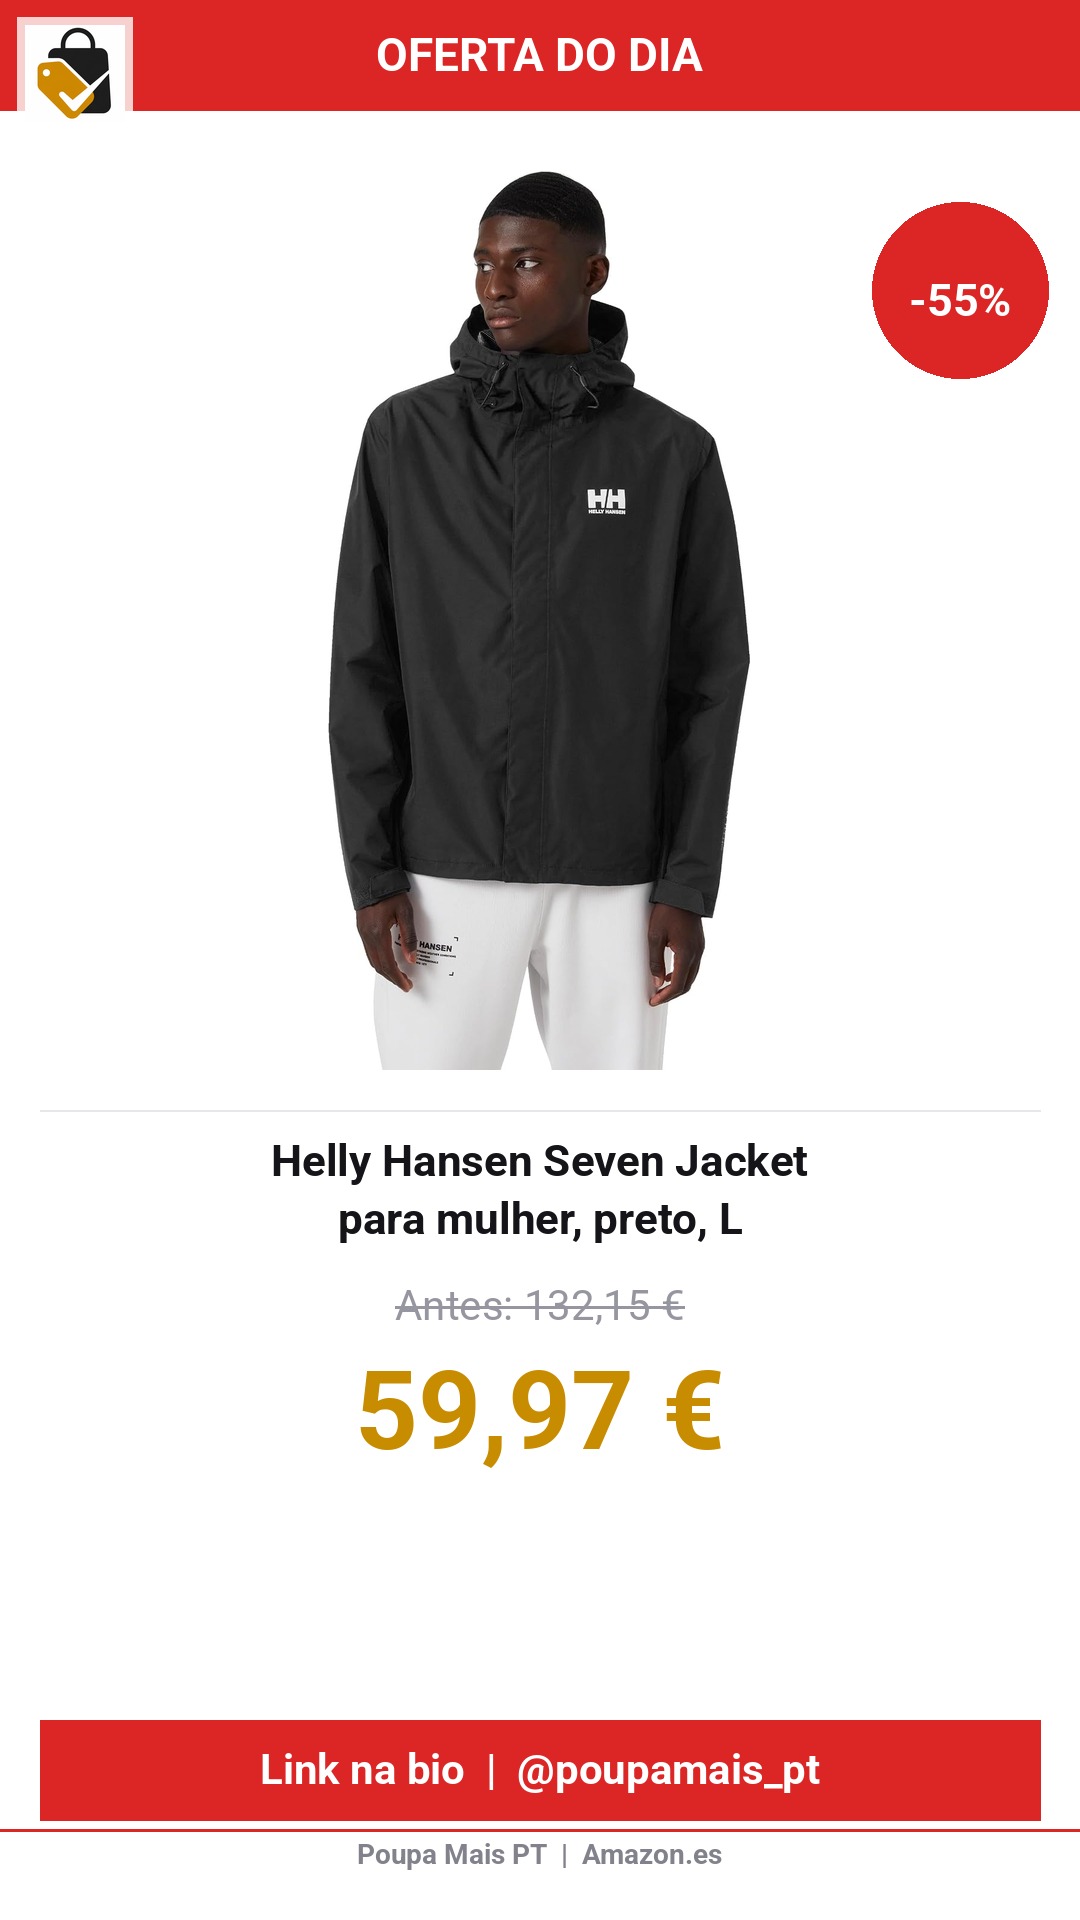 OFERTA DO DIA
-55%
HH
HELLY HANSEN
HANSEN
Helly Hansen Seven Jacket
para mulher, preto, L
Antes: 132,15 €
59,97 €
Link na bio | @poupamais_pt
Poupa Mais PT | Amazon.es